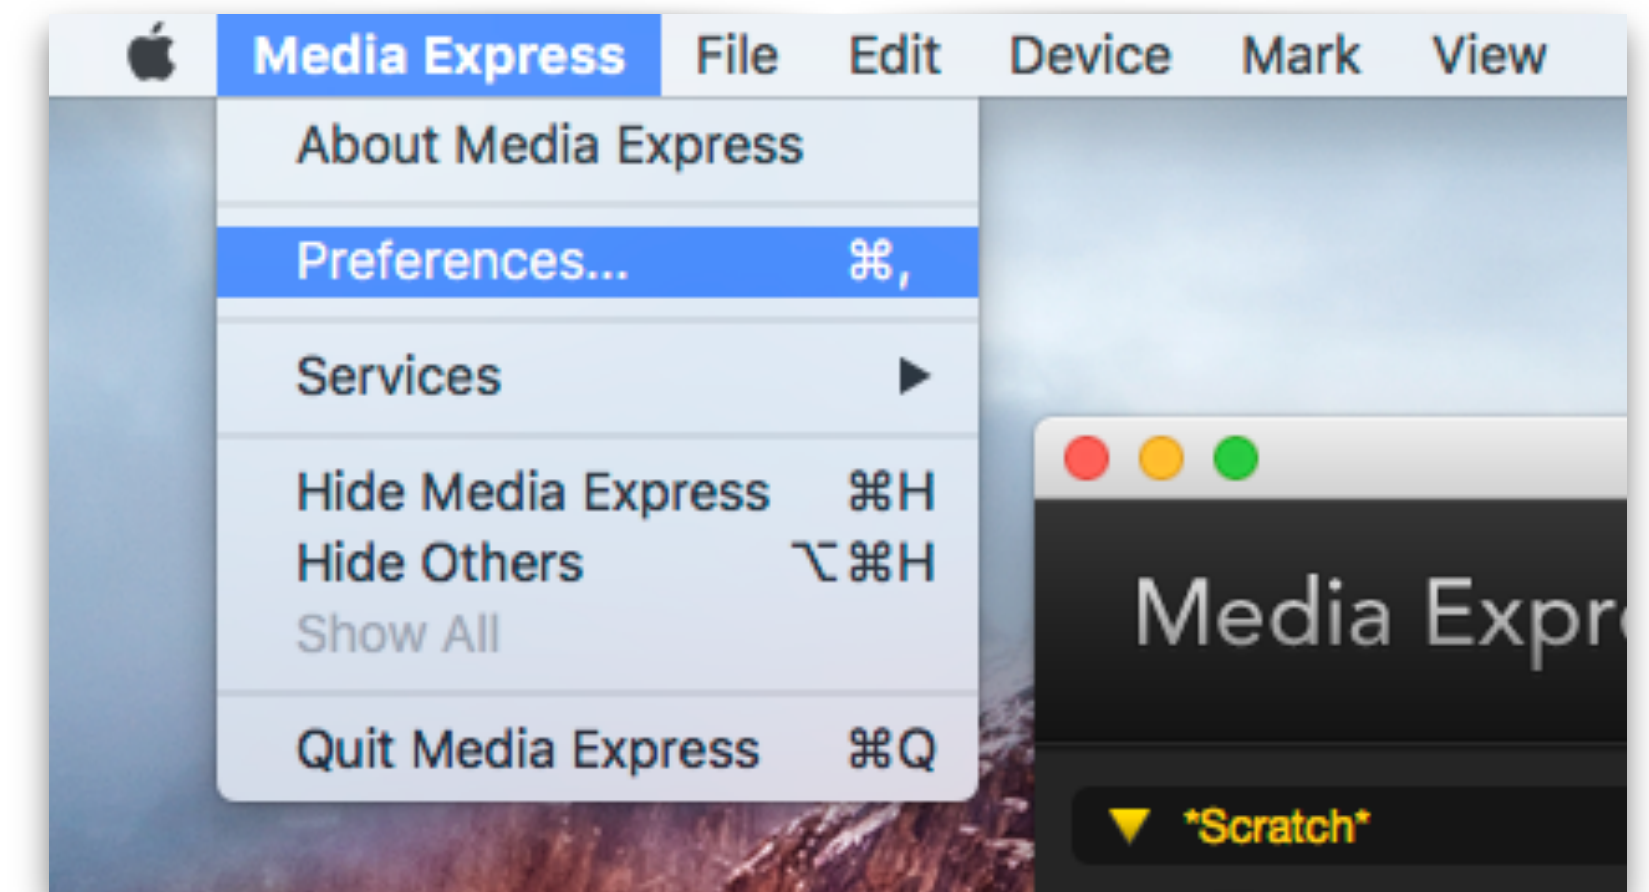 Media Express File Edit Device Mark View
About Media Express
Preferences... ⌘,
Services
Hide Media Express ⌘H
Hide Others ⌥⌘H
Show All
Quit Media Express ⌘Q
Media Expre
*Scratch*